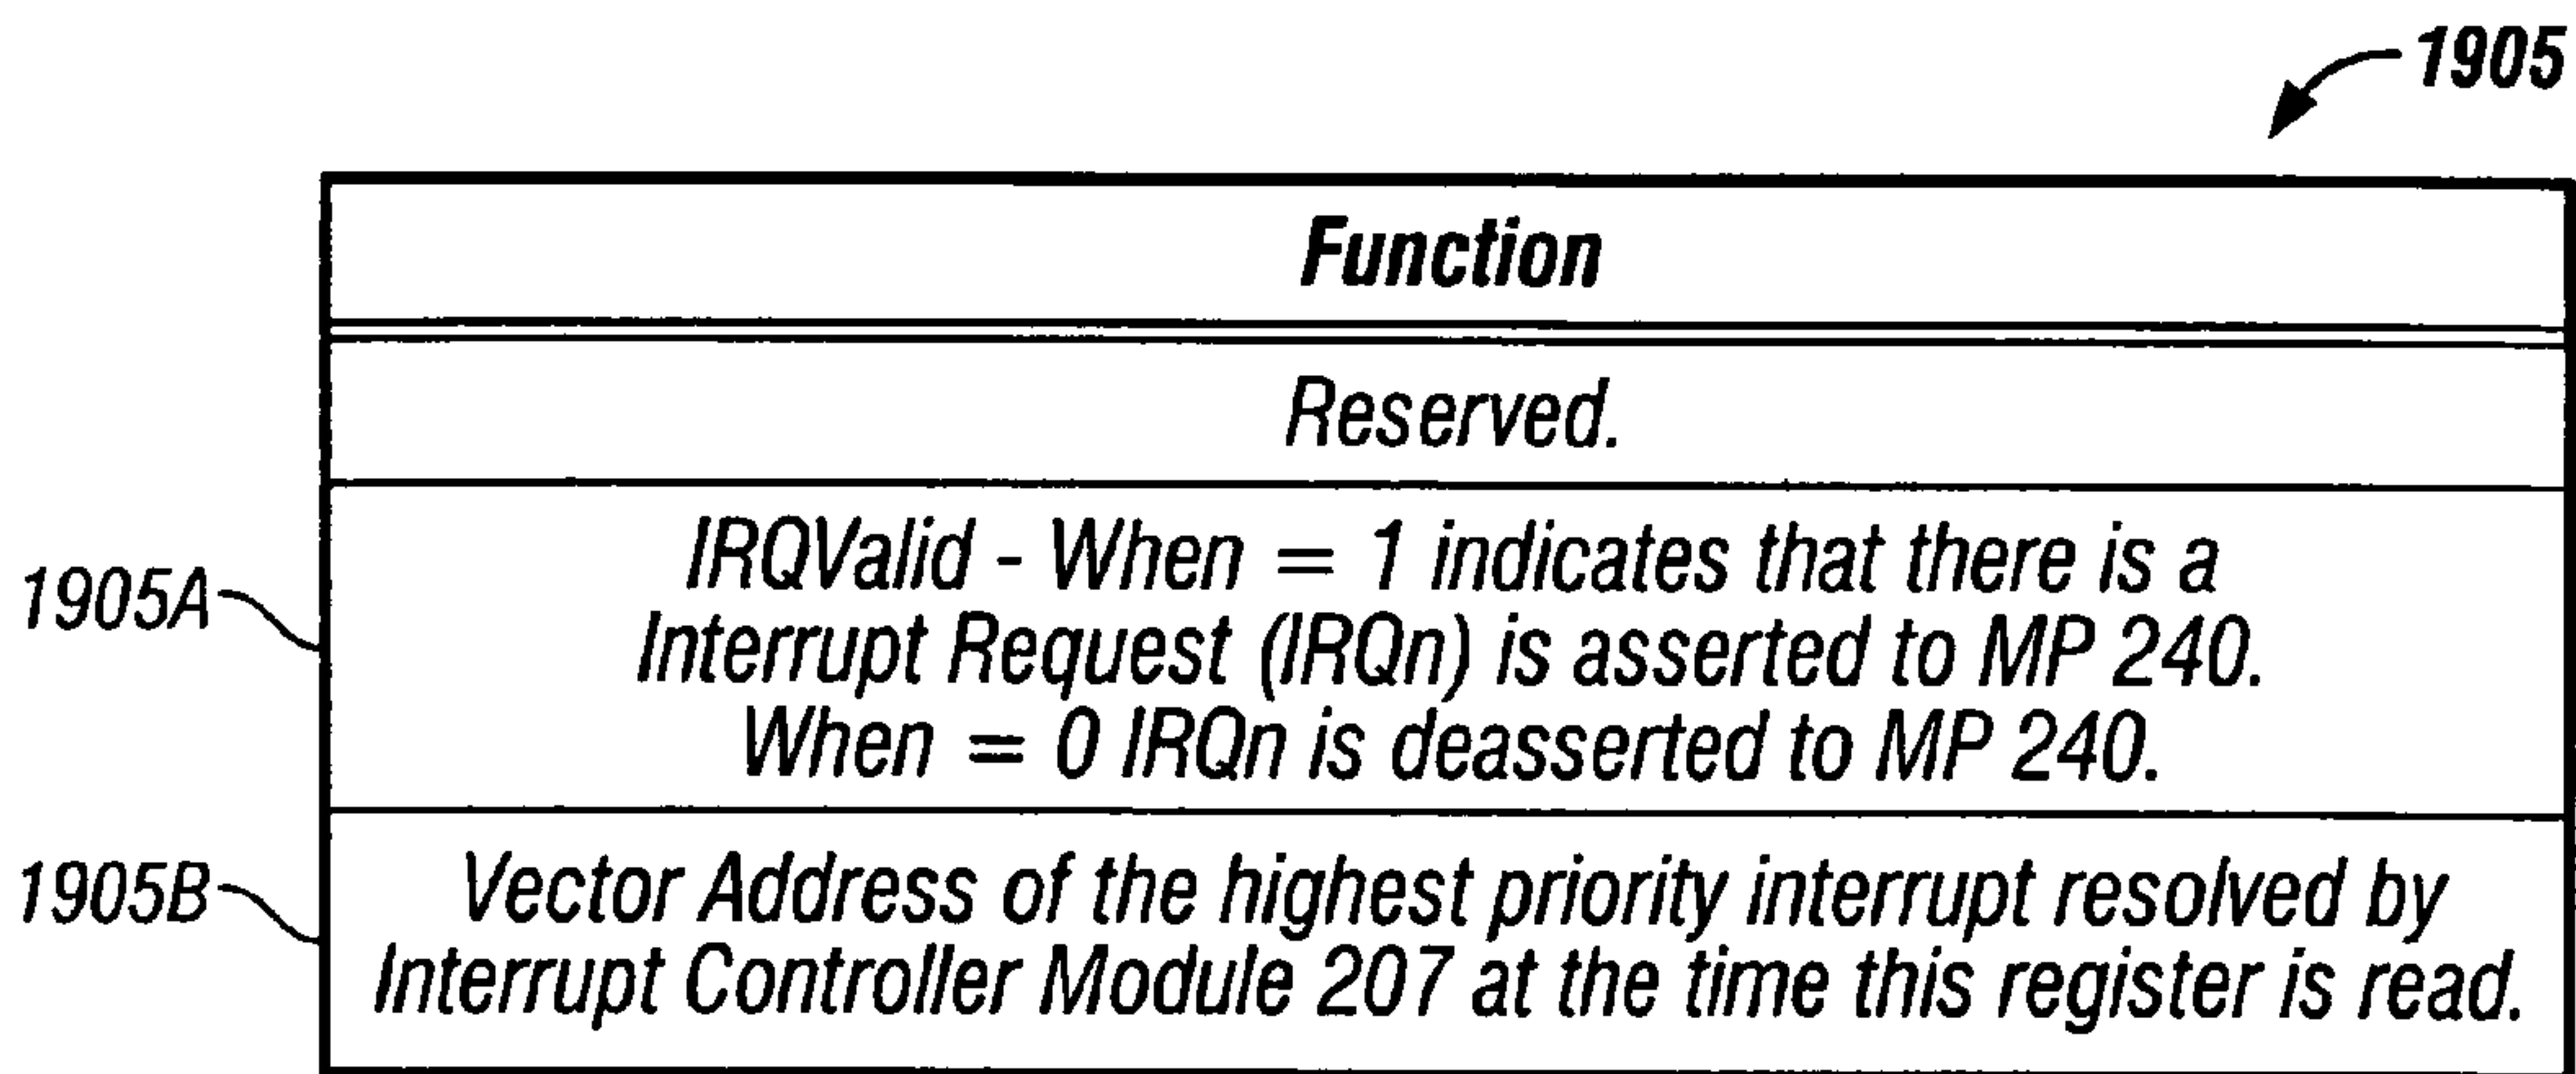 1905
Function
Reserved.
1905A
IRQValid - When = 1 indicates that there is a
Interrupt Request (IRQn) is asserted to MP 240.
When = 0 IRQn is deasserted to MP 240.
1905B
Vector Address of the highest priority interrupt resolved by
Interrupt Controller Module 207 at the time this register is read.